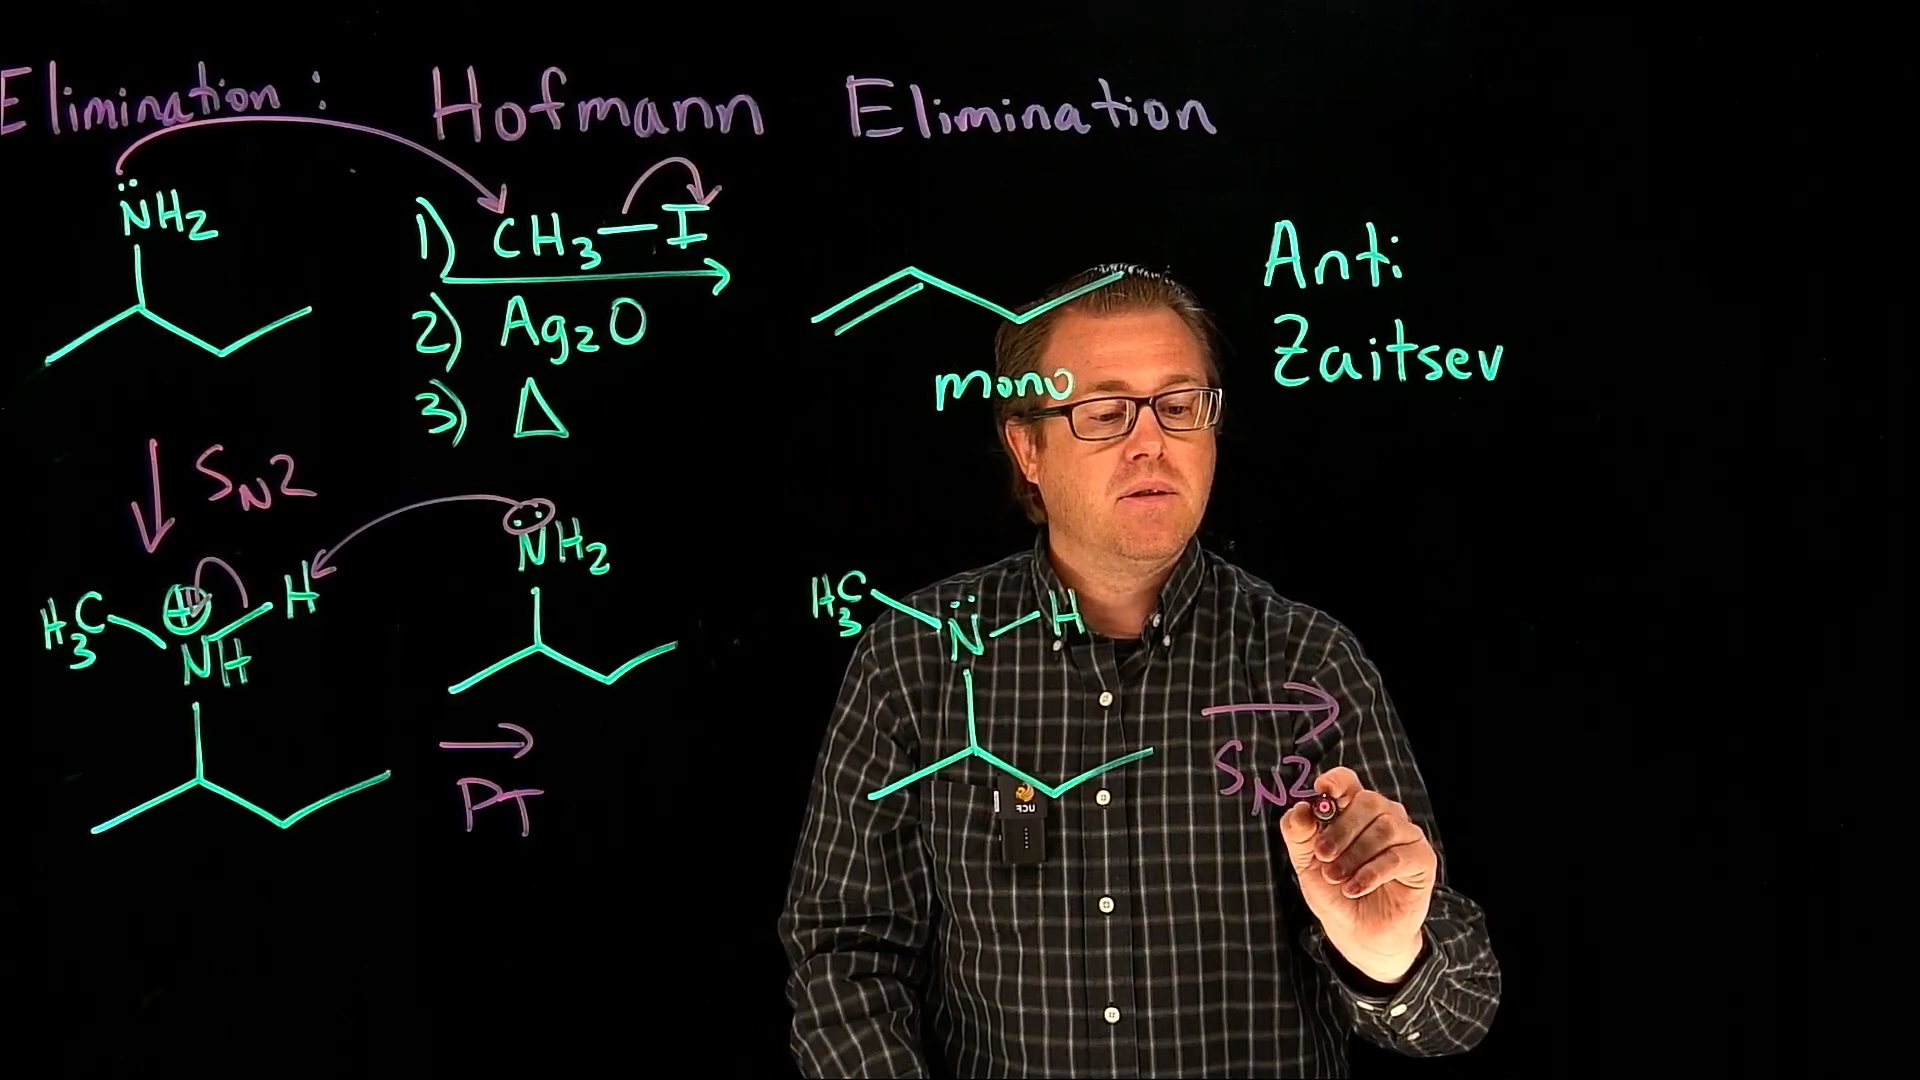 Elimination: Hofmann Elimination
NH2
1) CH3—I
2) Ag2O
3) Δ
mono
Anti
Zaitsev
SN2
H3C
⊕
NH
H
NH2
PT
H3C
N
H
SN2
UCF